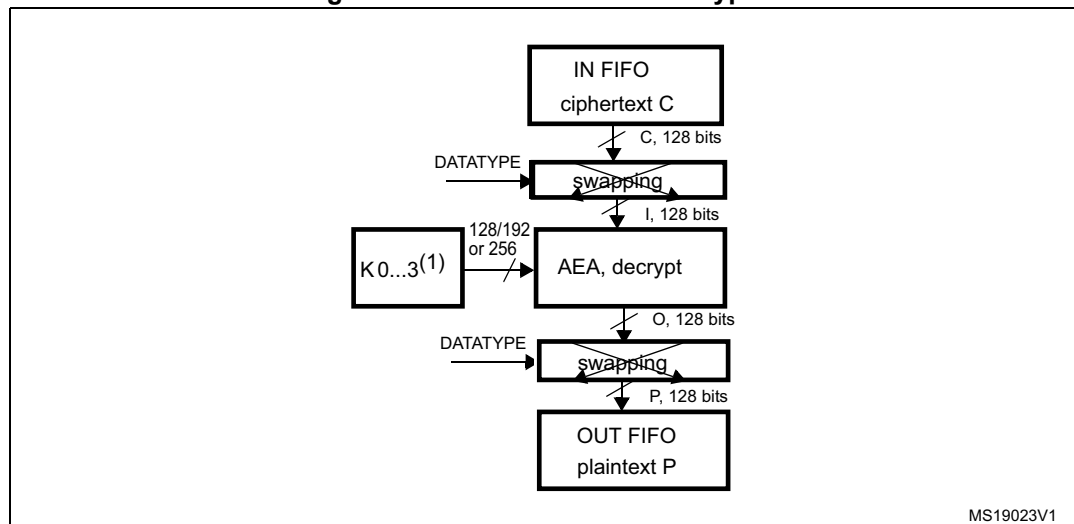 IN FIFO
ciphertext C
C, 128 bits
DATATYPE
swapping
I, 128 bits
128/192
or 256
K 0...3(1)
AEA, decrypt
O, 128 bits
DATATYPE
swapping
P, 128 bits
OUT FIFO
plaintext P
MS19023V1